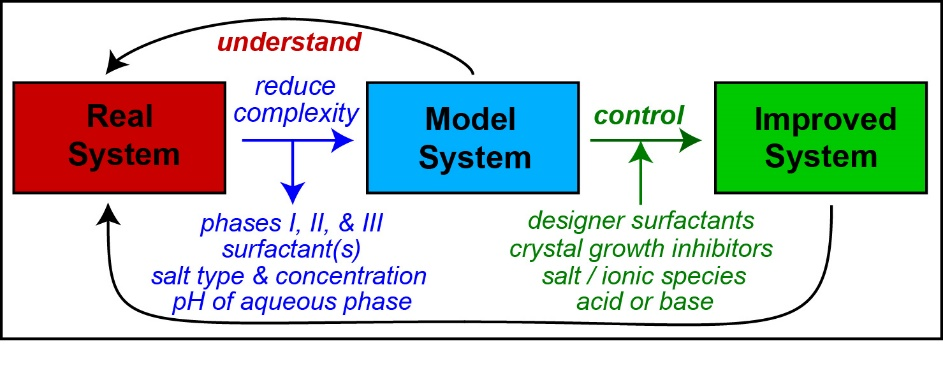 understand
Real
System
reduce
complexity
Model
System
control
Improved
System
phases I, II, & III
surfactant(s)
salt type & concentration
pH of aqueous phase
designer surfactants
crystal growth inhibitors
salt / ionic species
acid or base